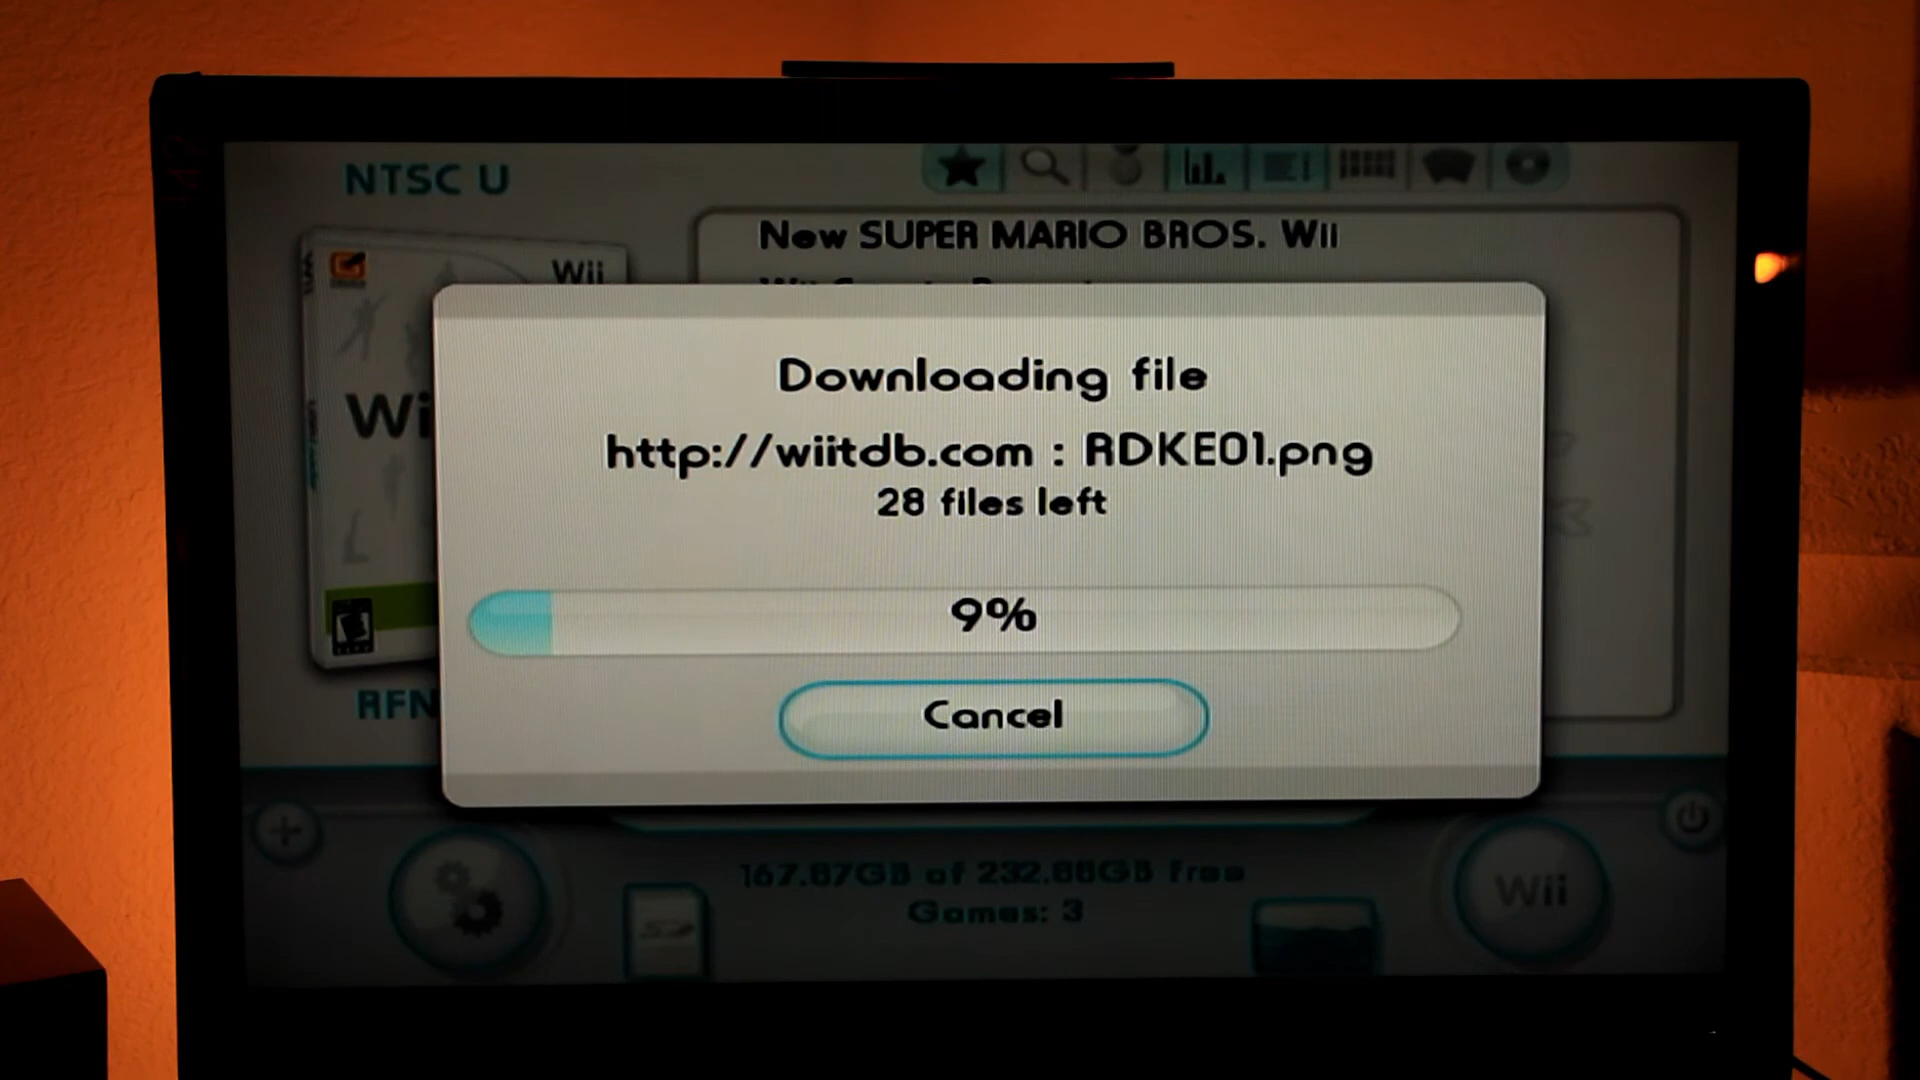 NTSC U
New SUPER MARIO BROS. Wii
Wii
Downloading file
http://wiitdb.com : RDKE01.png
28 files left
9%
Cancel
Wi
RFN
167.87GB of 232.88GB free
Games: 3
Wii